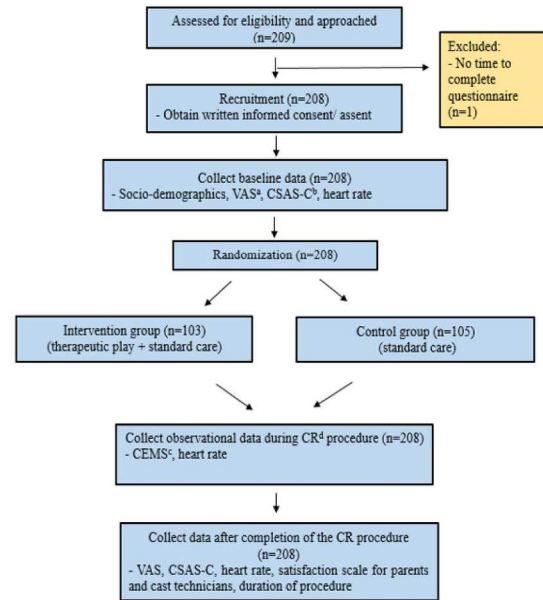 Assessed for eligibility and approached
(n=209)
Excluded:
- No time to
complete
questionnaire
(n=1)
Recruitment (n=208)
- Obtain written informed consent/ assent
Collect baseline data (n=208)
- Socio-demographics, VASᵃ, CSAS-Cᵇ, heart rate
Randomization (n=208)
Intervention group (n=103)
(therapeutic play + standard care)
Control group (n=105)
(standard care)
Collect observational data during CRᵈ procedure (n=208)
- CEMSᶜ, heart rate
Collect data after completion of the CR procedure
(n=208)
- VAS, CSAS-C, heart rate, satisfaction scale for parents
and cast technicians, duration of procedure